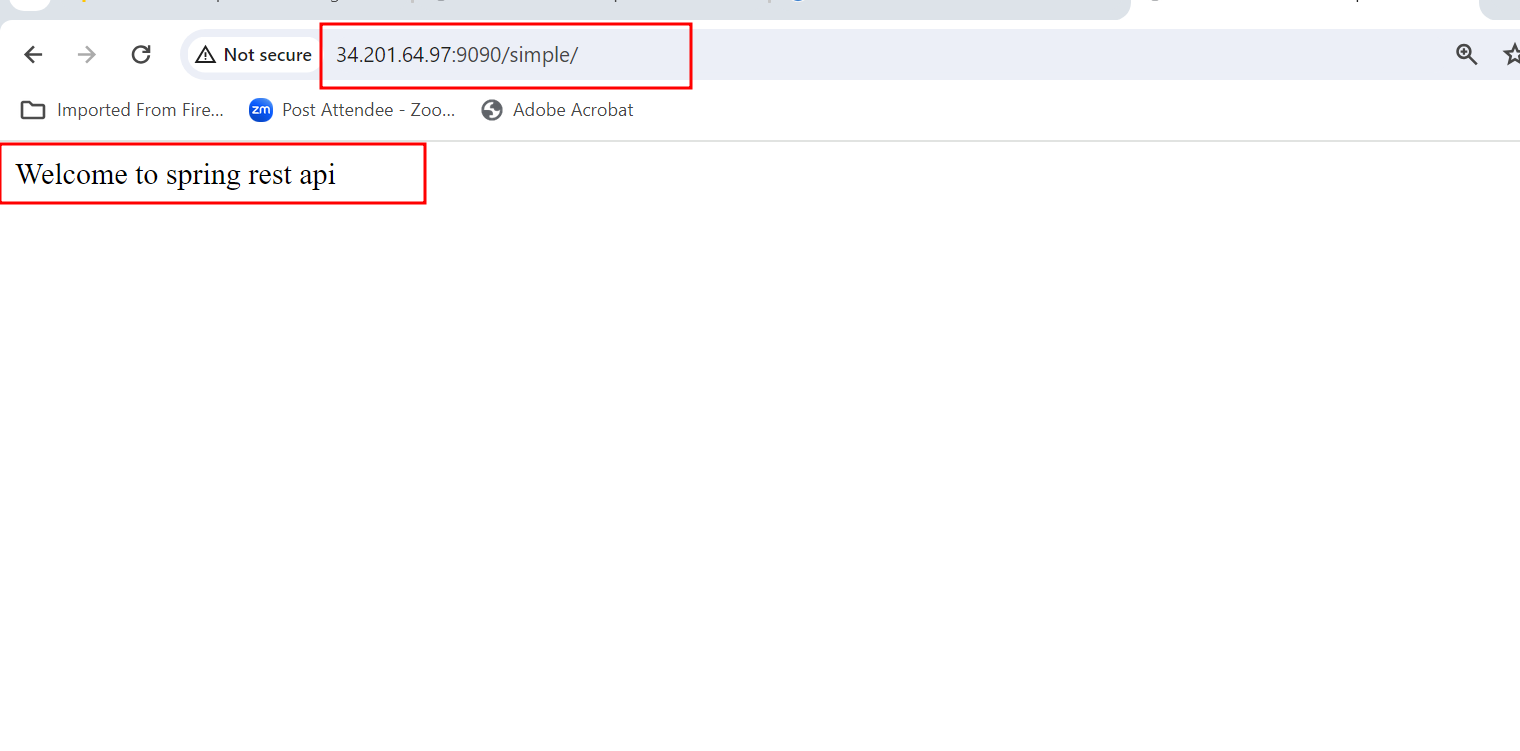 Not secure 34.201.64.97:9090/simple/
Imported From Fire... zm Post Attendee - Zoo... Adobe Acrobat
Welcome to spring rest api